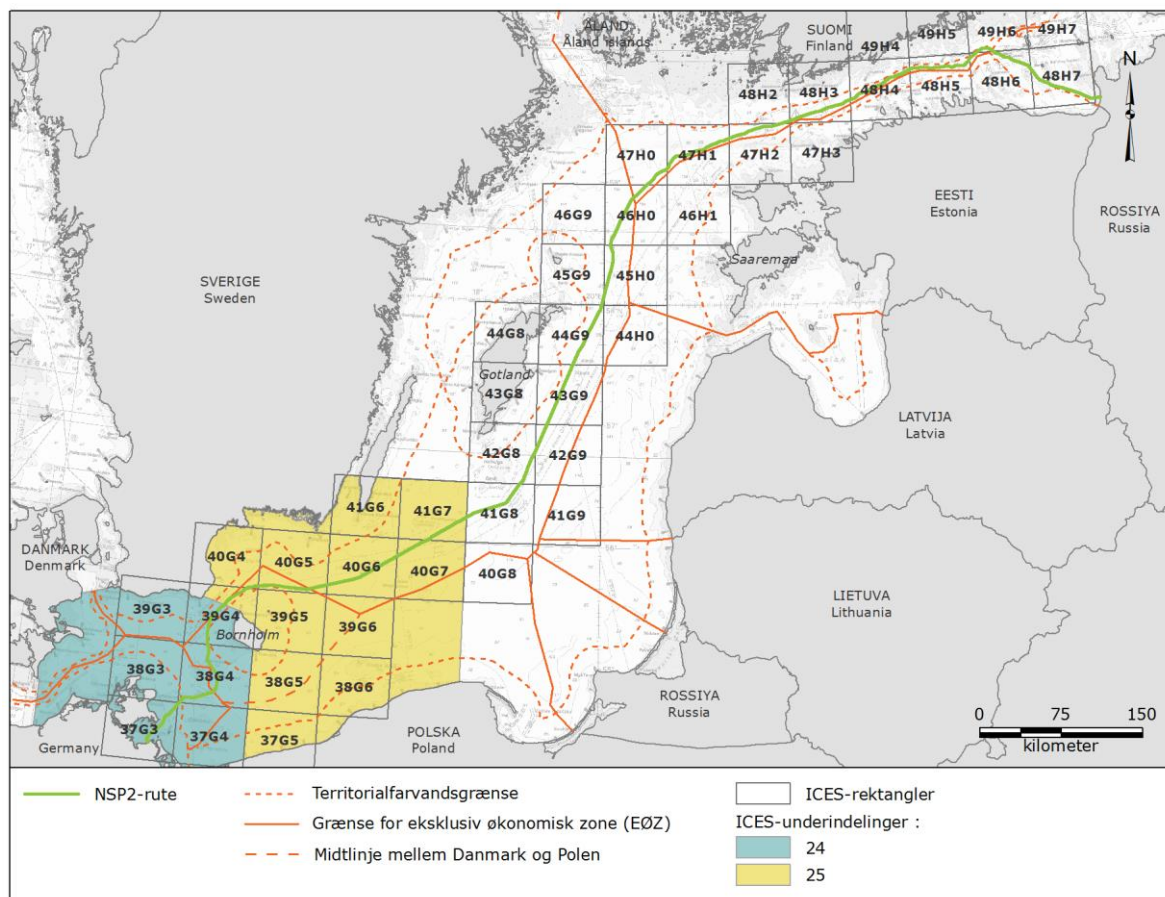 ÅLAND
Åland islands
SUOMI
Finland
49H4
49H5
49H6
49H7
N
48H2
48H3
48H4
48H5
48H6
48H7
47H0
47H1
47H2
47H3
EESTI
Estonia
ROSSIYA
Russia
46G9
46H0
46H1
SVERIGE
Sweden
45G9
45H0
Saaremaa
44G8
44G9
44H0
Gotland
43G8
43G9
LATVIJA
Latvia
42G8
42G9
41G6
41G7
41G8
41G9
DANMARK
Denmark
40G4
40G5
40G6
40G7
40G8
LIETUVA
Lithuania
39G3
39G4
39G5
39G6
Bornholm
38G3
38G4
38G5
38G6
ROSSIYA
Russia
37G3
37G4
37G5
Germany
POLSKA
Poland
0 75 150
kilometer
NSP2-rute
Territorialfarvandsgrænse
Grænse for eksklusiv økonomisk zone (EØZ)
Midtlinje mellem Danmark og Polen
ICES-rektangler
ICES-underindelinger :
24
25